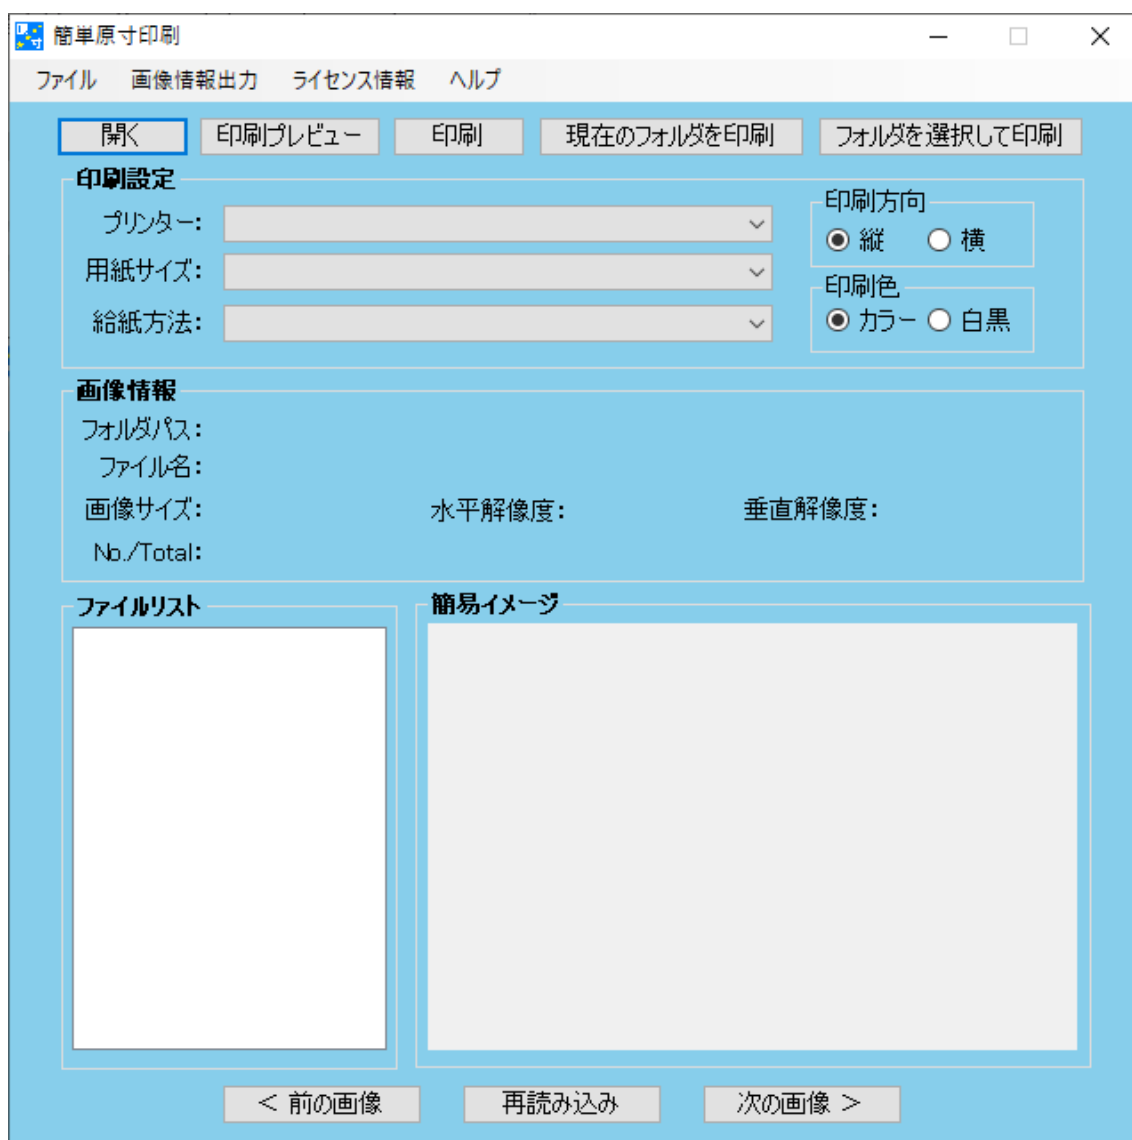 簡単原寸印刷
ファイル 画像情報出力 ライセンス情報 ヘルプ
開く 印刷プレビュー 印刷 現在のフォルダを印刷 フォルダを選択して印刷
印刷設定
プリンター:
用紙サイズ:
給紙方法:
印刷方向
縦 横
印刷色
カラー 白黒
画像情報
フォルダパス:
ファイル名:
画像サイズ: 水平解像度: 垂直解像度:
No./Total:
ファイルリスト
簡易イメージ
< 前の画像 再読み込み 次の画像 >